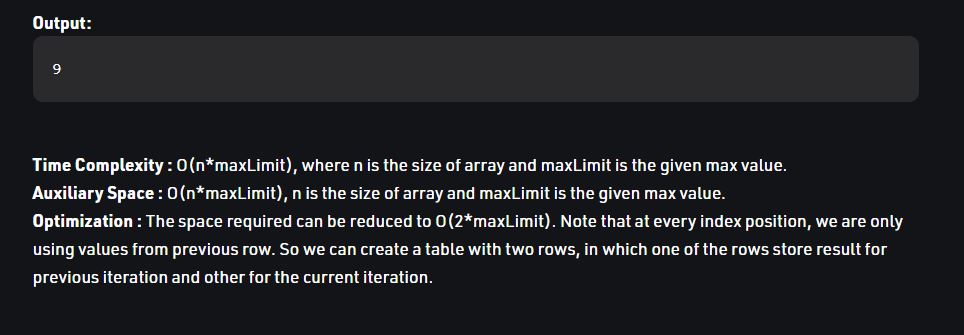 Output:
9
Time Complexity : O(n*maxLimit), where n is the size of array and maxLimit is the given max value.
Auxiliary Space : O(n*maxLimit), n is the size of array and maxLimit is the given max value.
Optimization : The space required can be reduced to O(2*maxLimit). Note that at every index position, we are only
using values from previous row. So we can create a table with two rows, in which one of the rows store result for
previous iteration and other for the current iteration.